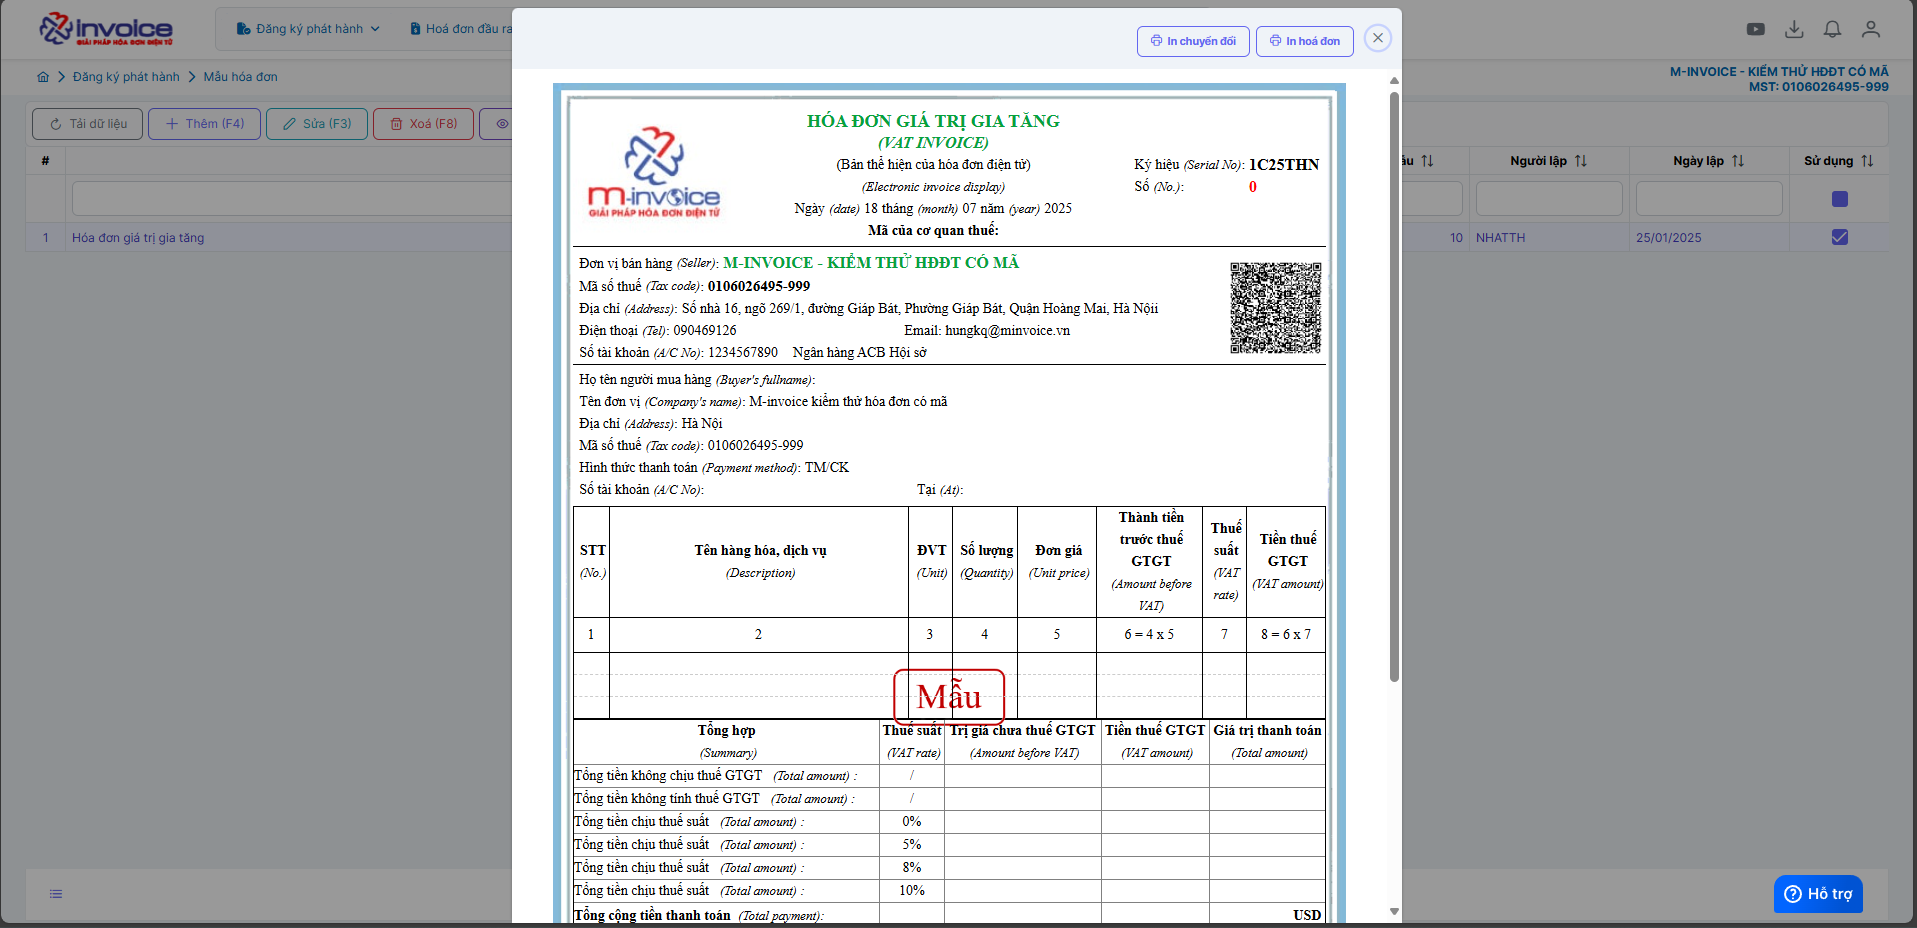 invoice
GIẢI PHÁP HÓA ĐƠN ĐIỆN TỬ
Đăng ký phát hành
Hoá đơn đầu ra
In chuyển đổi
In hoá đơn
Đăng ký phát hành
Mẫu hóa đơn
M-INVOICE - KIỂM THỬ HĐĐT CÓ MÃ
MST: 0106026495-999
Tải dữ liệu
Thêm (F4)
Sửa (F3)
Xoá (F8)
#
Người lập
Ngày lập
Sử dụng
1 Hóa đơn giá trị gia tăng
10 NHATTH 25/01/2025
m-invoice
GIẢI PHÁP HÓA ĐƠN ĐIỆN TỬ
HÓA ĐƠN GIÁ TRỊ GIA TĂNG
(VAT INVOICE)
(Bản thể hiện của hóa đơn điện tử)
(Electronic invoice display)
Ngày (date) 18 tháng (month) 07 năm (year) 2025
Mã của cơ quan thuế:
Ký hiệu (Serial No): 1C25THN
Số (No.): 0
Đơn vị bán hàng (Seller): M-INVOICE - KIỂM THỬ HĐĐT CÓ MÃ
Mã số thuế (Tax code): 0106026495-999
Địa chỉ (Address): Số nhà 16, ngõ 269/1, đường Giáp Bát, Phường Giáp Bát, Quận Hoàng Mai, Hà Nộii
Điện thoại (Tel): 090469126 Email: hungkq@minvoice.vn
Số tài khoản (A/C No): 1234567890 Ngân hàng ACB Hội sở
Họ tên người mua hàng (Buyer's fullname):
Tên đơn vị (Company's name): M-invoice kiểm thử hóa đơn có mã
Địa chỉ (Address): Hà Nội
Mã số thuế (Tax code): 0106026495-999
Hình thức thanh toán (Payment method): TM/CK
Số tài khoản (A/C No): Tại (At):
STT
(No.)
Tên hàng hóa, dịch vụ
(Description)
ĐVT
(Unit)
Số lượng
(Quantity)
Đơn giá
(Unit price)
Thành tiền
trước thuế
GTGT
(Amount before
VAT)
Thuế
suất
(VAT
rate)
Tiền thuế
GTGT
(VAT amount)
1 2 3 4 5 6 = 4 x 5 7 8 = 6 x 7
Mẫu
Tổng hợp
(Summary)
Thuế suất
(VAT rate)
Trị giá chưa thuế GTGT
(Amount before VAT)
Tiền thuế GTGT
(VAT amount)
Giá trị thanh toán
(Total amount)
Tổng tiền không chịu thuế GTGT (Total amount) : /
Tổng tiền không tính thuế GTGT (Total amount) : /
Tổng tiền chịu thuế suất (Total amount) : 0%
Tổng tiền chịu thuế suất (Total amount) : 5%
Tổng tiền chịu thuế suất (Total amount) : 8%
Tổng tiền chịu thuế suất (Total amount) : 10%
Tổng cộng tiền thanh toán (Total payment): USD
Hỗ trợ